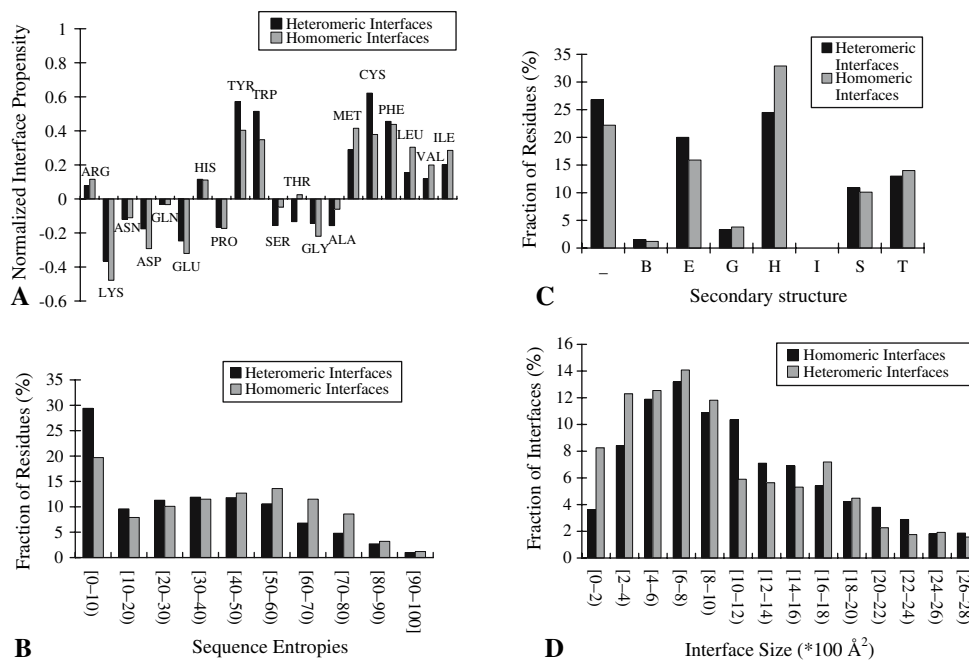 Heteromeric Interfaces
Homomeric Interfaces
Normalized Interface Propensity
1
0.8
0.6
0.4
0.2
0
-0.2
-0.4
-0.6
ARG
LYS
ASN
ASP
GLN
GLU
HIS
PRO
TYR
TRP
SER
THR
GLY
ALA
MET
CYS
PHE
LEU
VAL
ILE
A
Heteromeric
Interfaces
Homomeric
Interfaces
Fraction of Residues (%)
35
30
25
20
15
10
5
0
_ B E G H I S T
Secondary structure
C
Heteromeric Interfaces
Homomeric Interfaces
Fraction of Residues (%)
35
30
25
20
15
10
5
0
[0–10)
[10–20)
[20–30)
[30–40)
[40–50)
[50–60)
[60–70)
[70–80)
[80–90)
[90–100]
Sequence Entropies
B
Homomeric Interfaces
Heteromeric Interfaces
Fraction of Interfaces (%)
16
14
12
10
8
6
4
2
0
[0–2)
[2–4)
[4–6)
[6–8)
[8–10)
[10–12)
[12–14)
[14–16)
[16–18)
[18–20)
[20–22)
[22–24)
[24–26)
[26–28)
Interface Size (*100 Å²)
D